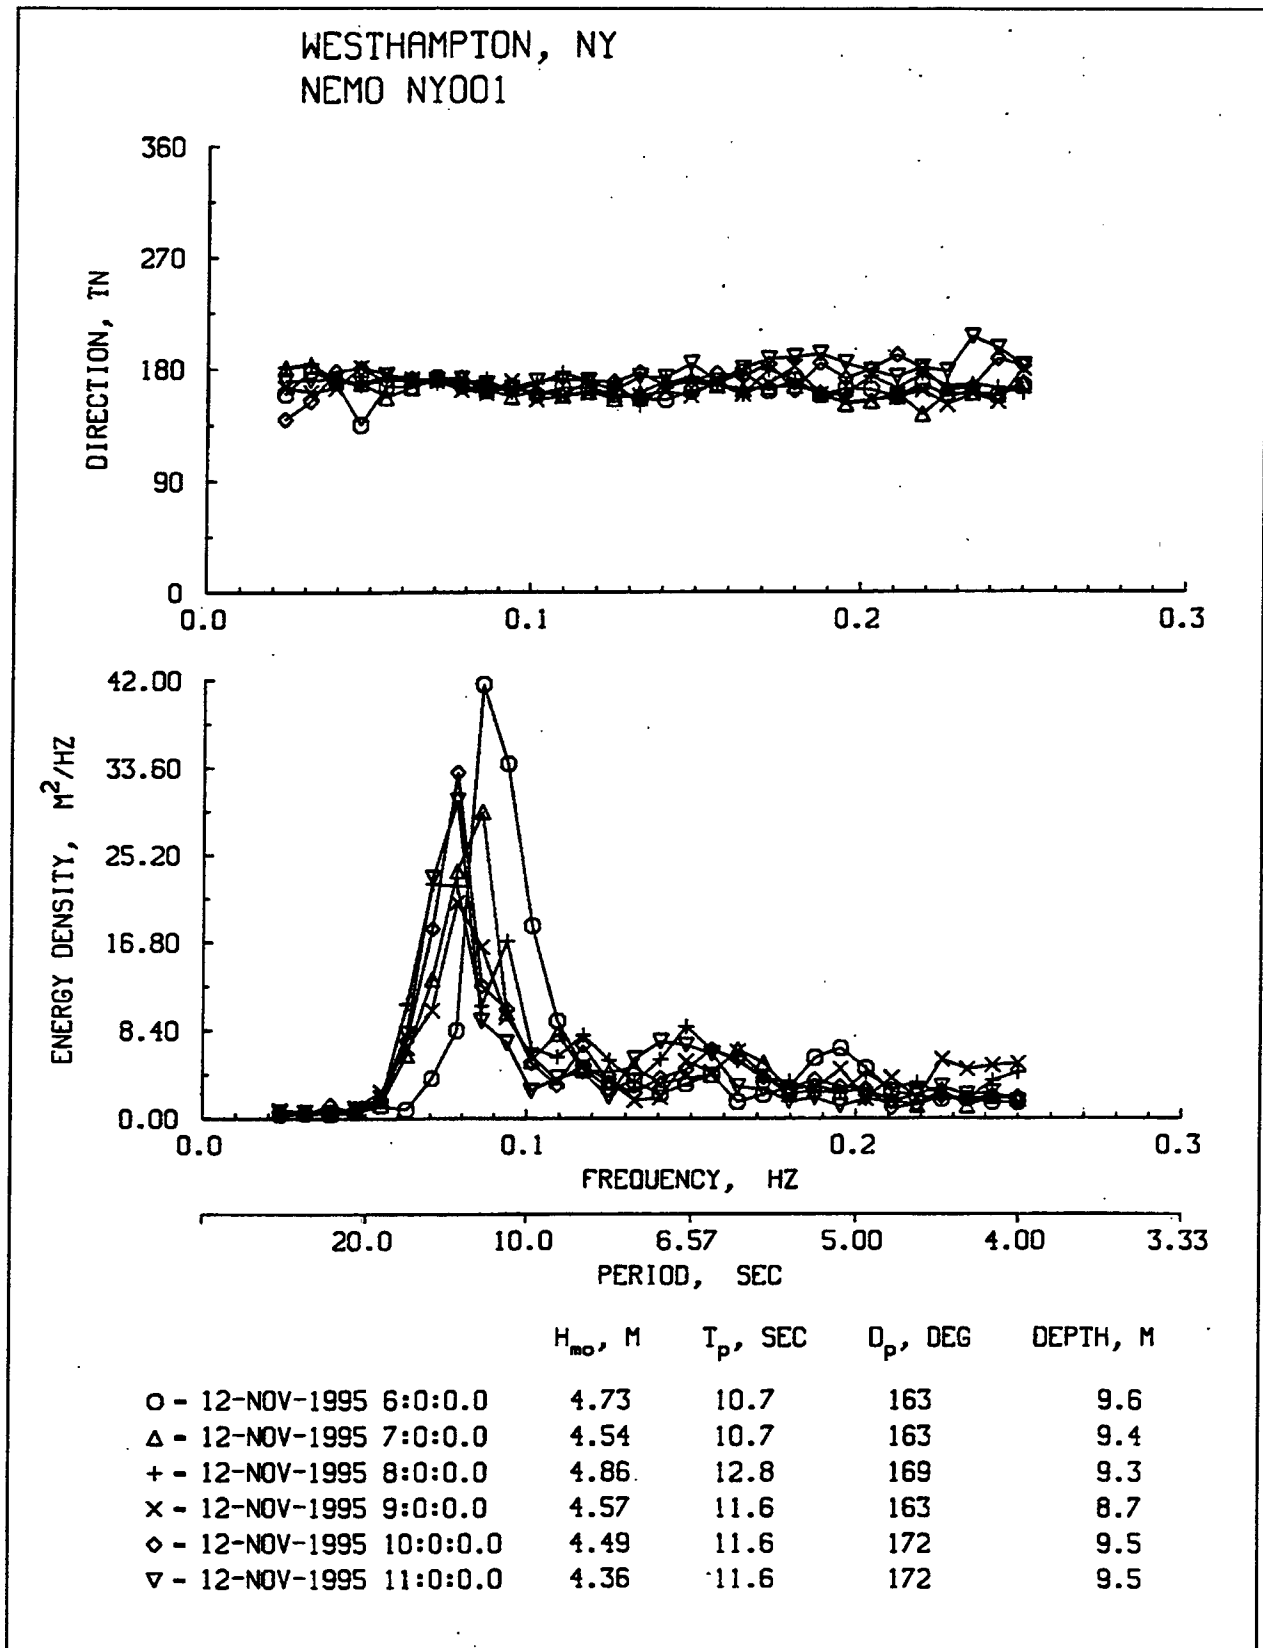 WESTHAMPTON, NY
NEMO NY001
360
270
180
90
0
DIRECTION, TN
0.0 0.1 0.2 0.3
42.00
33.60
25.20
16.80
8.40
0.00
ENERGY DENSITY, M²/HZ
0.0 0.1 0.2 0.3
FREQUENCY, HZ
20.0 10.0 6.57 5.00 4.00 3.33
PERIOD, SEC
Hmo, M Tp, SEC Dp, DEG DEPTH, M
O - 12-NOV-1995 6:0:0.0 4.73 10.7 163 9.6
△ - 12-NOV-1995 7:0:0.0 4.54 10.7 163 9.4
+ - 12-NOV-1995 8:0:0.0 4.86 12.8 169 9.3
× - 12-NOV-1995 9:0:0.0 4.57 11.6 163 8.7
◇ - 12-NOV-1995 10:0:0.0 4.49 11.6 172 9.5
▽ - 12-NOV-1995 11:0:0.0 4.36 11.6 172 9.5